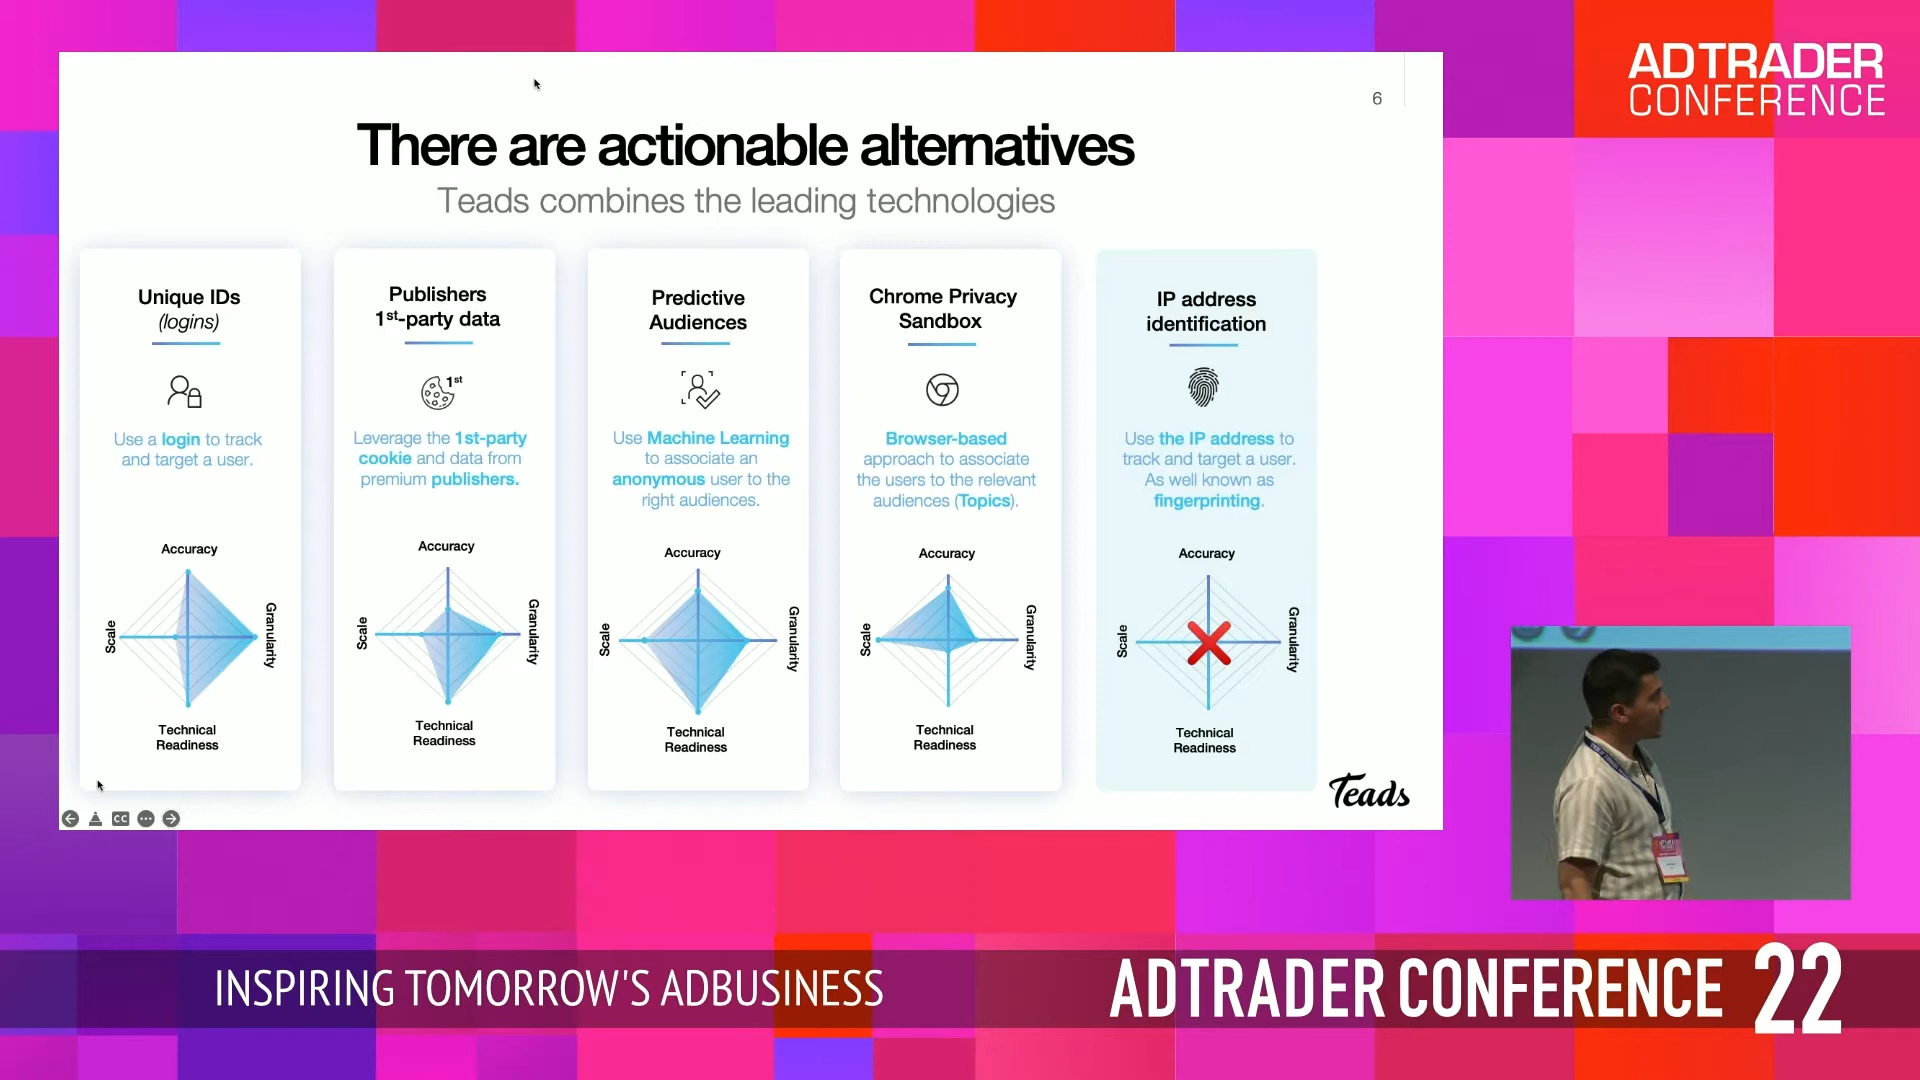 ADTRADER
CONFERENCE
6
There are actionable alternatives
Teads combines the leading technologies
Unique IDs
(logins)
Use a login to track
and target a user.
Accuracy
Scale
Granularity
Technical
Readiness
Publishers
1st-party data
1st
Leverage the 1st-party
cookie and data from
premium publishers.
Accuracy
Scale
Granularity
Technical
Readiness
Predictive
Audiences
Use Machine Learning
to associate an
anonymous user to the
right audiences.
Accuracy
Scale
Granularity
Technical
Readiness
Chrome Privacy
Sandbox
Browser-based
approach to associate
the users to the relevant
audiences (Topics).
Accuracy
Scale
Granularity
Technical
Readiness
IP address
identification
Use the IP address to
track and target a user.
As well known as
fingerprinting.
Accuracy
Scale
Granularity
Technical
Readiness
Teads
CC
INSPIRING TOMORROW'S ADBUSINESS
ADTRADER CONFERENCE 22